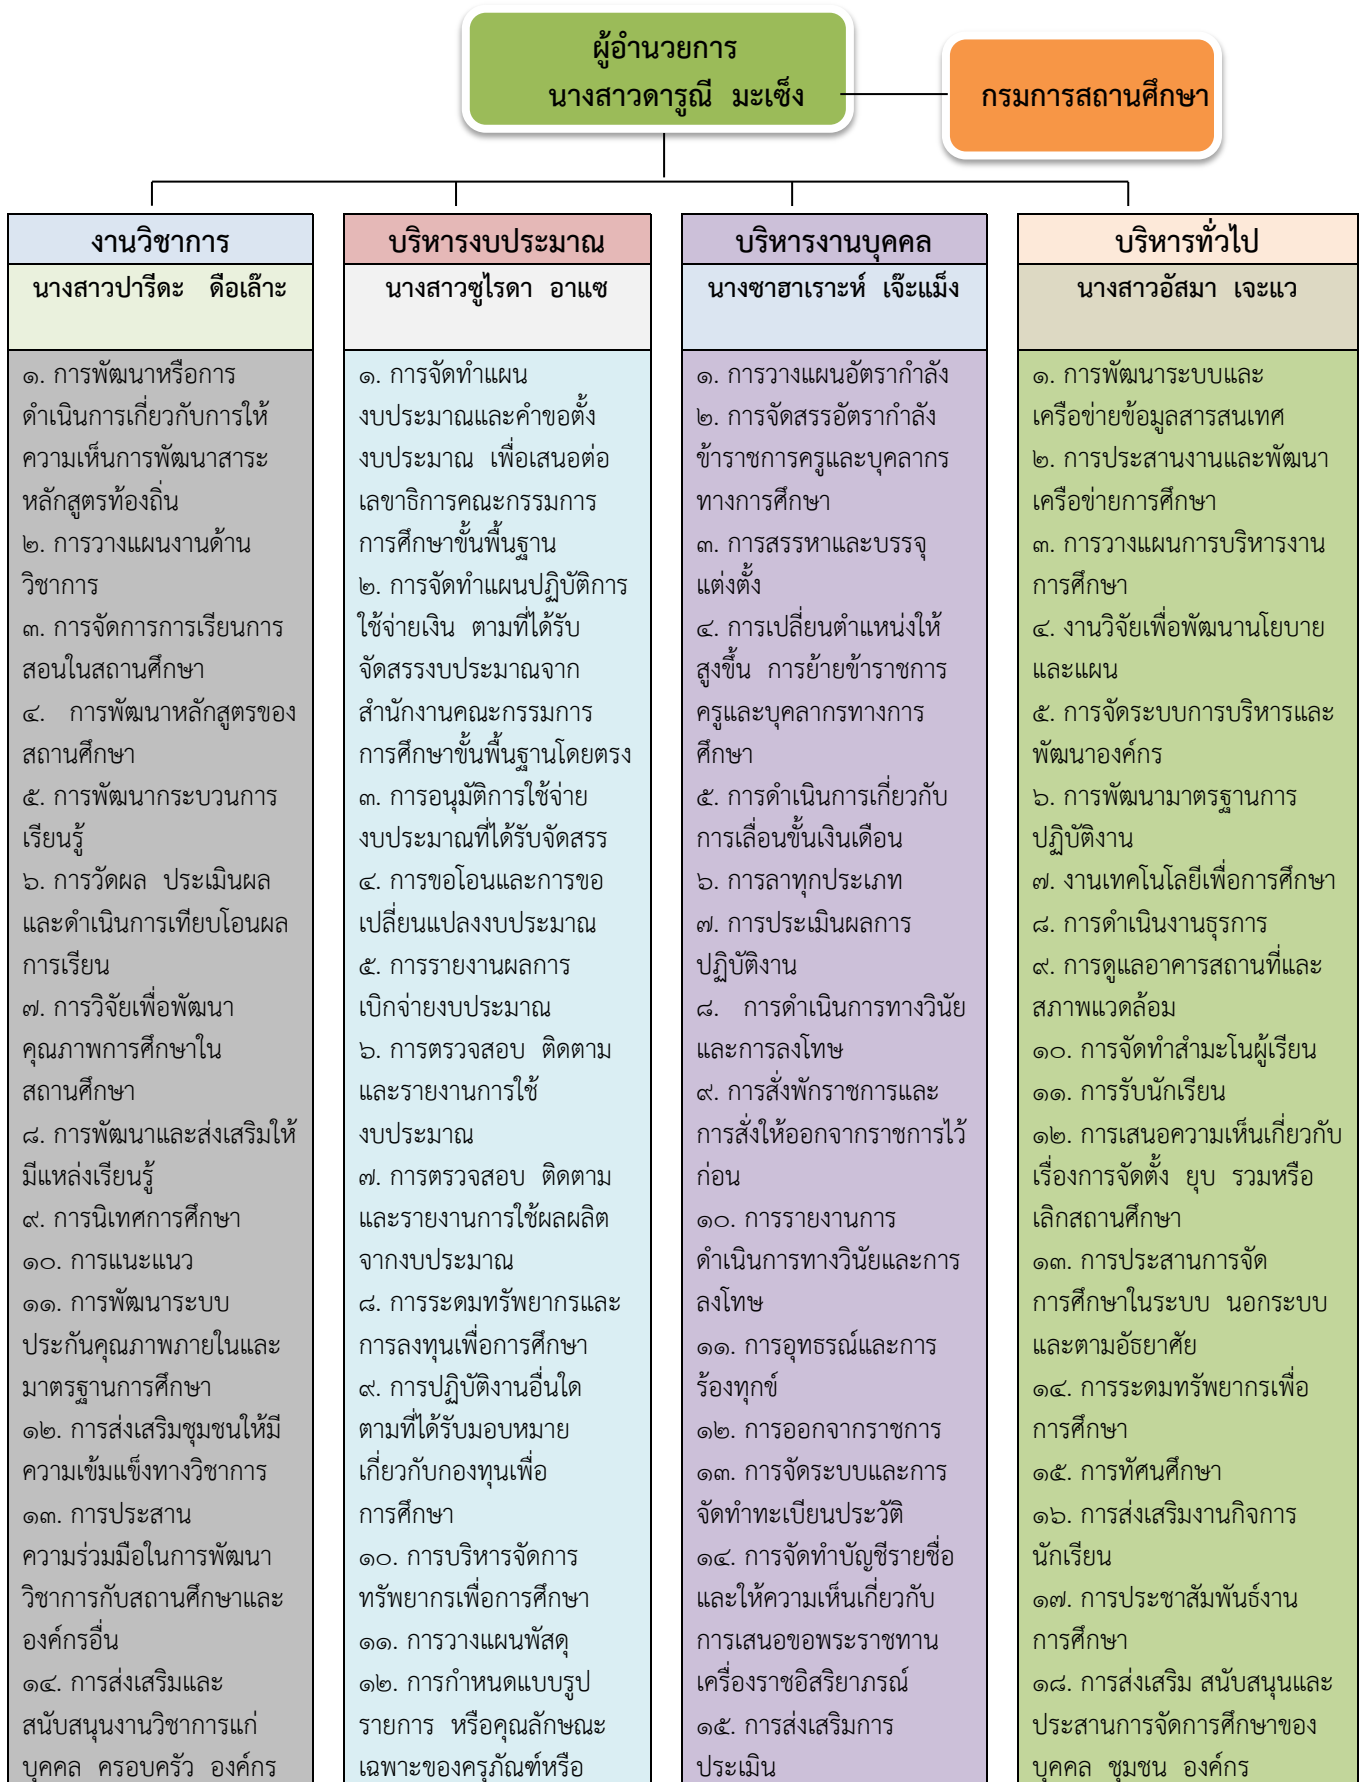 ผู้อำนวยการ
นางสาวดารูณี มะเซ็ง
กรมการสถานศึกษา
งานวิชาการ
นางสาวปารีดะ ดือเล๊าะ
๑. การพัฒนาหรือการ
ดำเนินการเกี่ยวกับการให้
ความเห็นการพัฒนาสาระ
หลักสูตรท้องถิ่น
๒. การวางแผนงานด้าน
วิชาการ
๓. การจัดการการเรียนการ
สอนในสถานศึกษา
๔. การพัฒนาหลักสูตรของ
สถานศึกษา
๕. การพัฒนากระบวนการ
เรียนรู้
๖. การวัดผล ประเมินผล
และดำเนินการเทียบโอนผล
การเรียน
๗. การวิจัยเพื่อพัฒนา
คุณภาพการศึกษาใน
สถานศึกษา
๘. การพัฒนาและส่งเสริมให้
มีแหล่งเรียนรู้
๙. การนิเทศการศึกษา
๑๐. การแนะแนว
๑๑. การพัฒนาระบบ
ประกันคุณภาพภายในและ
มาตรฐานการศึกษา
๑๒. การส่งเสริมชุมชนให้มี
ความเข้มแข็งทางวิชาการ
๑๓. การประสาน
ความร่วมมือในการพัฒนา
วิชาการกับสถานศึกษาและ
องค์กรอื่น
๑๔. การส่งเสริมและ
สนับสนุนงานวิชาการแก่
บุคคล ครอบครัว องค์กร
บริหารงบประมาณ
นางสาวซูไรดา อาแซ
๑. การจัดทำแผน
งบประมาณและคำขอตั้ง
งบประมาณ เพื่อเสนอต่อ
เลขาธิการคณะกรรมการ
การศึกษาขั้นพื้นฐาน
๒. การจัดทำแผนปฏิบัติการ
ใช้จ่ายเงิน ตามที่ได้รับ
จัดสรรงบประมาณจาก
สำนักงานคณะกรรมการ
การศึกษาขั้นพื้นฐานโดยตรง
๓. การอนุมัติการใช้จ่าย
งบประมาณที่ได้รับจัดสรร
๔. การขอโอนและการขอ
เปลี่ยนแปลงงบประมาณ
๕. การรายงานผลการ
เบิกจ่ายงบประมาณ
๖. การตรวจสอบ ติดตาม
และรายงานการใช้
งบประมาณ
๗. การตรวจสอบ ติดตาม
และรายงานการใช้ผลผลิต
จากงบประมาณ
๘. การระดมทรัพยากรและ
การลงทุนเพื่อการศึกษา
๙. การปฏิบัติงานอื่นใด
ตามที่ได้รับมอบหมาย
เกี่ยวกับกองทุนเพื่อ
การศึกษา
๑๐. การบริหารจัดการ
ทรัพยากรเพื่อการศึกษา
๑๑. การวางแผนพัสดุ
๑๒. การกำหนดแบบรูป
รายการ หรือคุณลักษณะ
เฉพาะของครุภัณฑ์หรือ
บริหารงานบุคคล
นางซาฮาเราะห์ เจ๊ะแม็ง
๑. การวางแผนอัตรากำลัง
๒. การจัดสรรอัตรากำลัง
ข้าราชการครูและบุคลากร
ทางการศึกษา
๓. การสรรหาและบรรจุ
แต่งตั้ง
๔. การเปลี่ยนตำแหน่งให้
สูงขึ้น การย้ายข้าราชการ
ครูและบุคลากรทางการ
ศึกษา
๕. การดำเนินการเกี่ยวกับ
การเลื่อนขั้นเงินเดือน
๖. การลาทุกประเภท
๗. การประเมินผลการ
ปฏิบัติงาน
๘. การดำเนินการทางวินัย
และการลงโทษ
๙. การสั่งพักราชการและ
การสั่งให้ออกจากราชการไว้
ก่อน
๑๐. การรายงานการ
ดำเนินการทางวินัยและการ
ลงโทษ
๑๑. การอุทธรณ์และการ
ร้องทุกข์
๑๒. การออกจากราชการ
๑๓. การจัดระบบและการ
จัดทำทะเบียนประวัติ
๑๔. การจัดทำบัญชีรายชื่อ
และให้ความเห็นเกี่ยวกับ
การเสนอขอพระราชทาน
เครื่องราชอิสริยาภรณ์
๑๕. การส่งเสริมการ
ประเมิน
บริหารทั่วไป
นางสาวอัสมา เจะแว
๑. การพัฒนาระบบและ
เครือข่ายข้อมูลสารสนเทศ
๒. การประสานงานและพัฒนา
เครือข่ายการศึกษา
๓. การวางแผนการบริหารงาน
การศึกษา
๔. งานวิจัยเพื่อพัฒนานโยบาย
และแผน
๕. การจัดระบบการบริหารและ
พัฒนาองค์กร
๖. การพัฒนามาตรฐานการ
ปฏิบัติงาน
๗. งานเทคโนโลยีเพื่อการศึกษา
๘. การดำเนินงานธุรการ
๙. การดูแลอาคารสถานที่และ
สภาพแวดล้อม
๑๐. การจัดทำสำมะโนผู้เรียน
๑๑. การรับนักเรียน
๑๒. การเสนอความเห็นเกี่ยวกับ
เรื่องการจัดตั้ง ยุบ รวมหรือ
เลิกสถานศึกษา
๑๓. การประสานการจัด
การศึกษาในระบบ นอกระบบ
และตามอัธยาศัย
๑๔. การระดมทรัพยากรเพื่อ
การศึกษา
๑๕. การทัศนศึกษา
๑๖. การส่งเสริมงานกิจการ
นักเรียน
๑๗. การประชาสัมพันธ์งาน
การศึกษา
๑๘. การส่งเสริม สนับสนุนและ
ประสานการจัดการศึกษาของ
บุคคล ชุมชน องค์กร